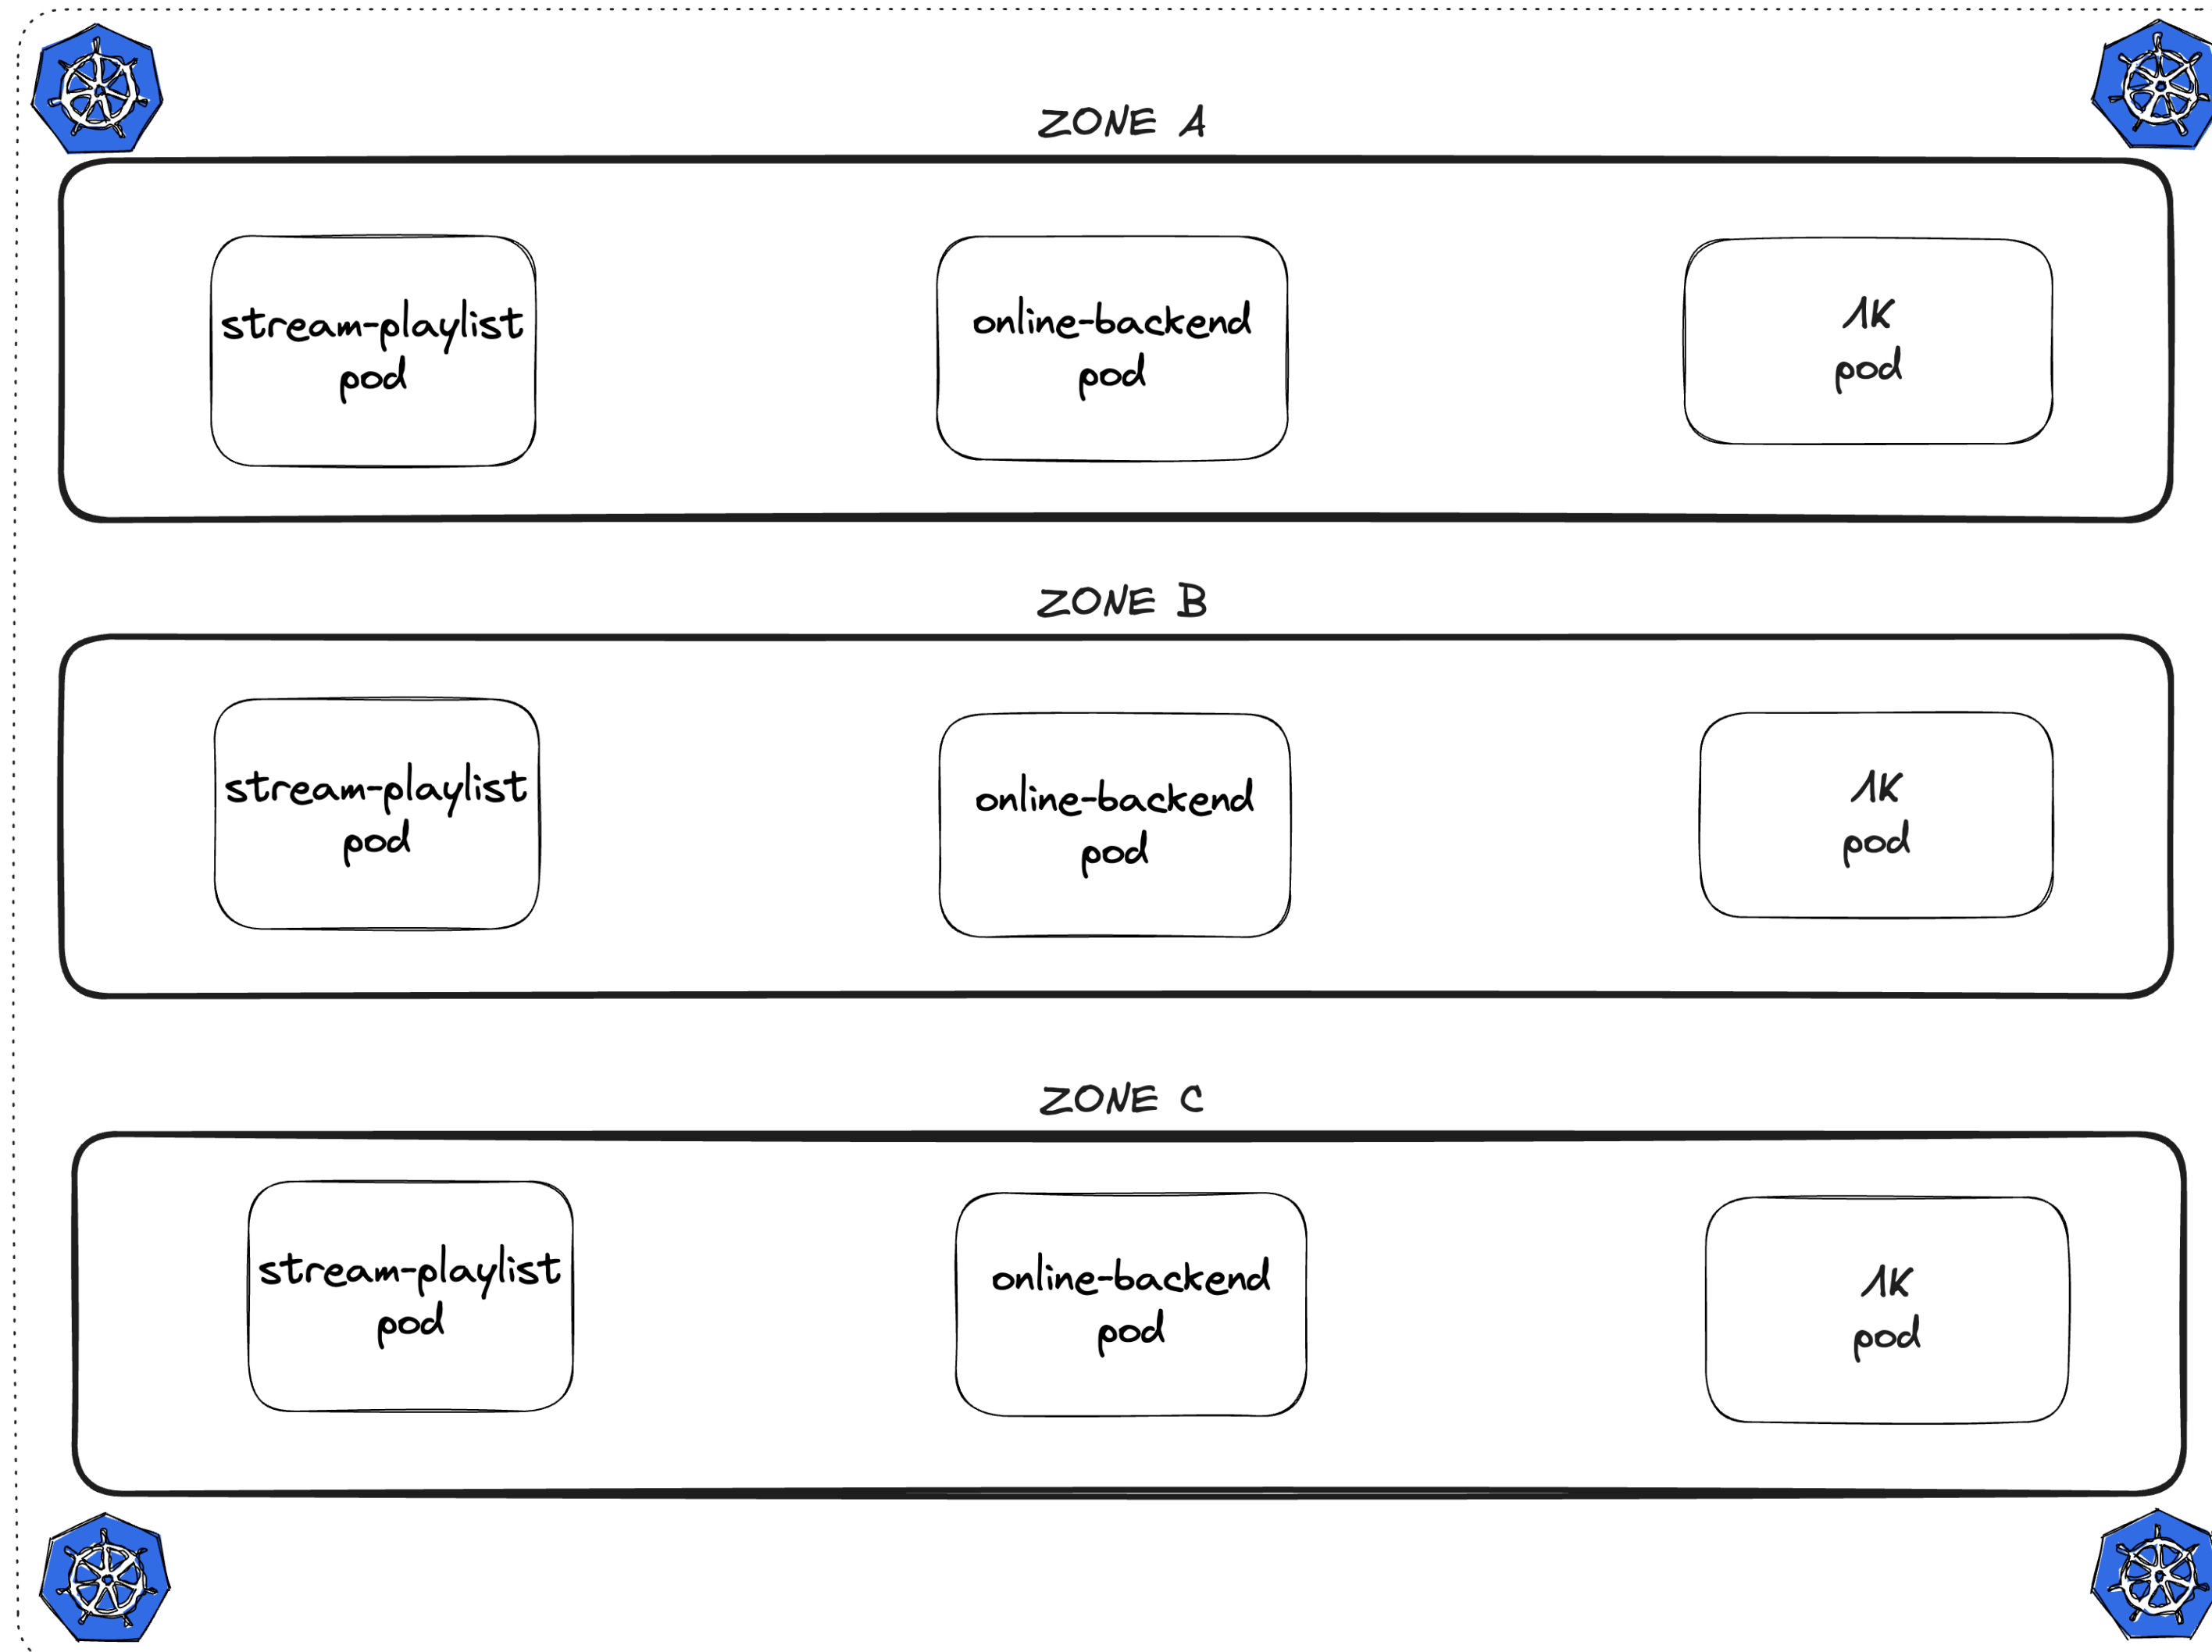 ZONE A
stream-playlist
pod
online-backend
pod
1K
pod
ZONE B
stream-playlist
pod
online-backend
pod
1K
pod
ZONE C
stream-playlist
pod
online-backend
pod
1K
pod